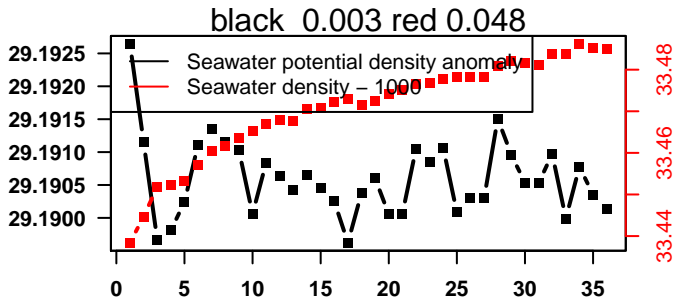 black  0.003 red 0.048
Seawater potential density anomaly
Seawater density − 1000
29.1925
29.1920
29.1915
29.1910
29.1905
29.1900
33.48
33.46
33.44
0 5 10 15 20 25 30 35